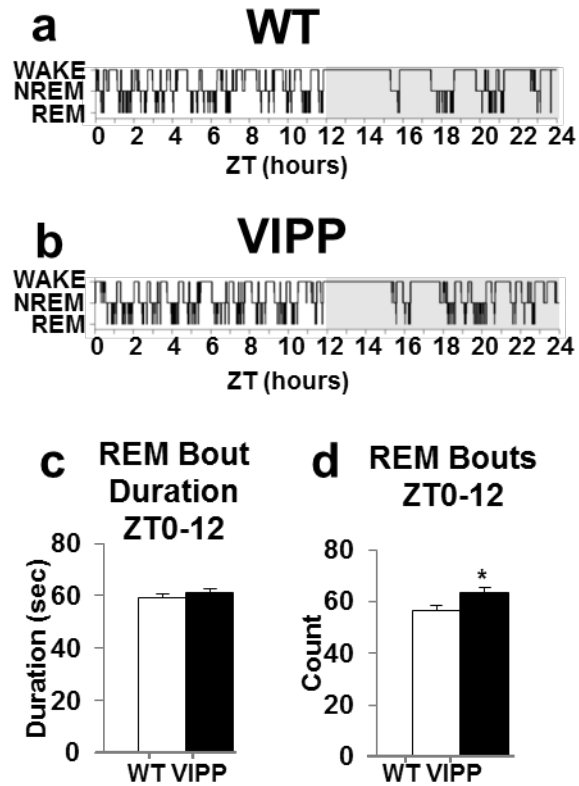 a WT
WAKE
NREM
REM
0 2 4 6 8 10 12 14 16 18 20 22 24
ZT (hours)
b VIPP
WAKE
NREM
REM
0 2 4 6 8 10 12 14 16 18 20 22 24
ZT (hours)
c REM Bout
Duration
ZT0-12
80
60
40
20
0
Duration (sec)
WT VIPP
d REM Bouts
ZT0-12
80
60
40
20
0
Count
*
WT VIPP